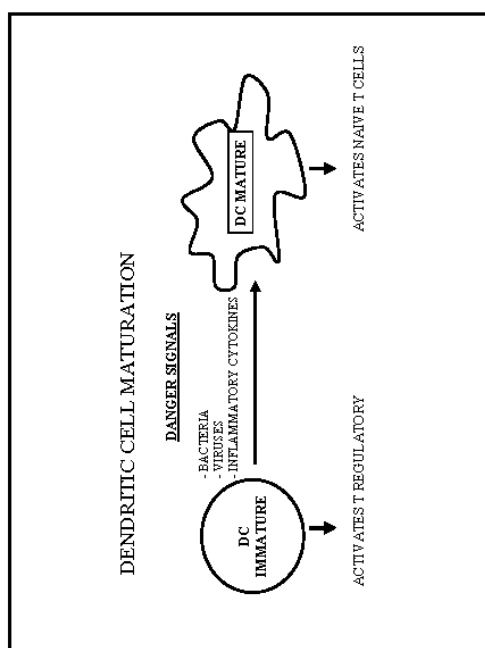 DENDRITIC CELL MATURATION
DANGER SIGNALS
- BACTERIA
- VIRUSES
- INFLAMMATORY CYTOKINES
DC
IMMATURE
DC MATURE
ACTIVATES T REGULATORY
ACTIVATES NAIVE T CELLS